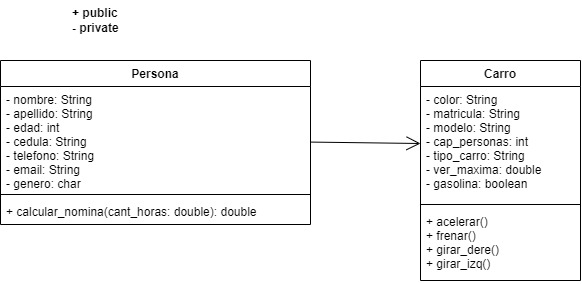 + public
- private
Persona
- nombre: String
- apellido: String
- edad: int
- cedula: String
- telefono: String
- email: String
- genero: char
+ calcular_nomina(cant_horas: double): double
Carro
- color: String
- matricula: String
- modelo: String
- cap_personas: int
- tipo_carro: String
- ver_maxima: double
- gasolina: boolean
+ acelerar()
+ frenar()
+ girar_dere()
+ girar_izq()